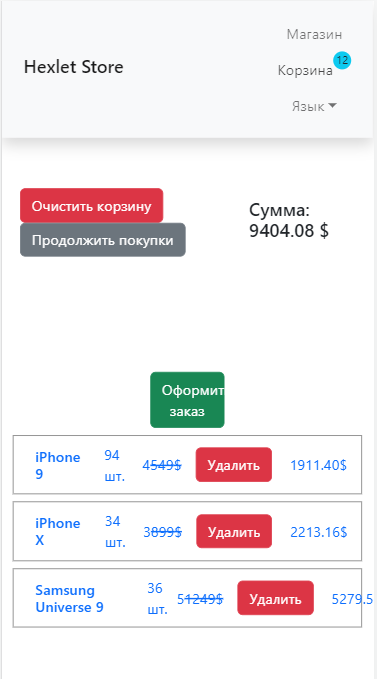 Магазин
Hexlet Store
Корзина 12
Язык
Очистить корзину
Продолжить покупки
Сумма:
9404.08 $
Оформит
заказ
iPhone
9
94
шт.
4549$
Удалить
1911.40$
iPhone
X
34
шт.
3899$
Удалить
2213.16$
Samsung
Universe 9
36
шт.
51249$
Удалить
5279.5